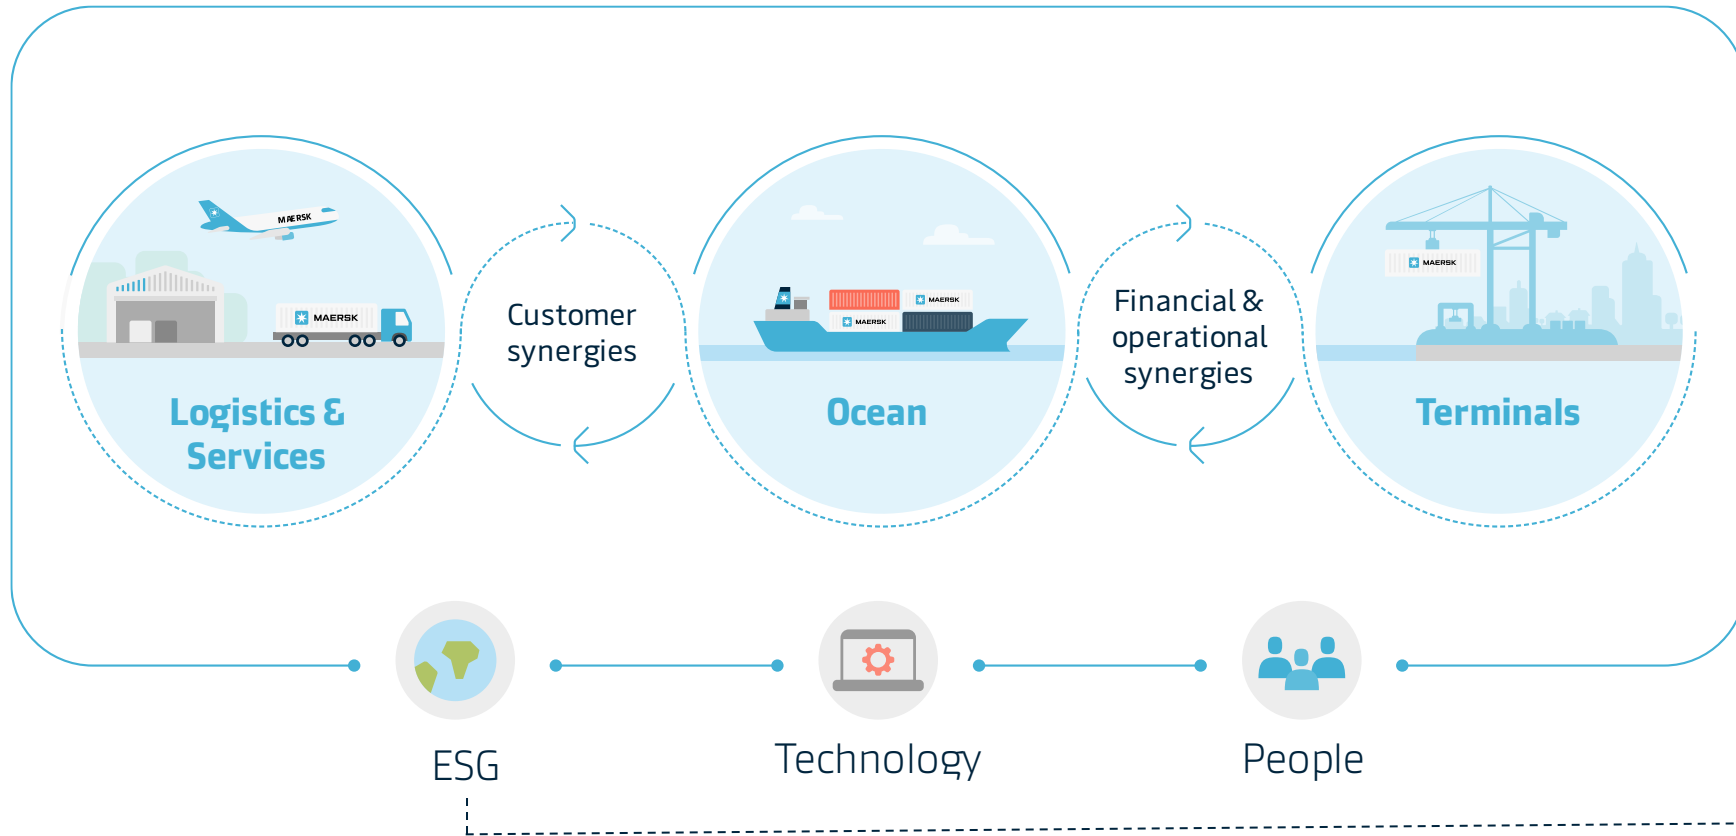 MAERSK
MAERSK
Logistics &
Services
Customer
synergies
MAERSK
MAERSK
Ocean
Financial &
operational
synergies
MAERSK
Terminals
ESG
Technology
People